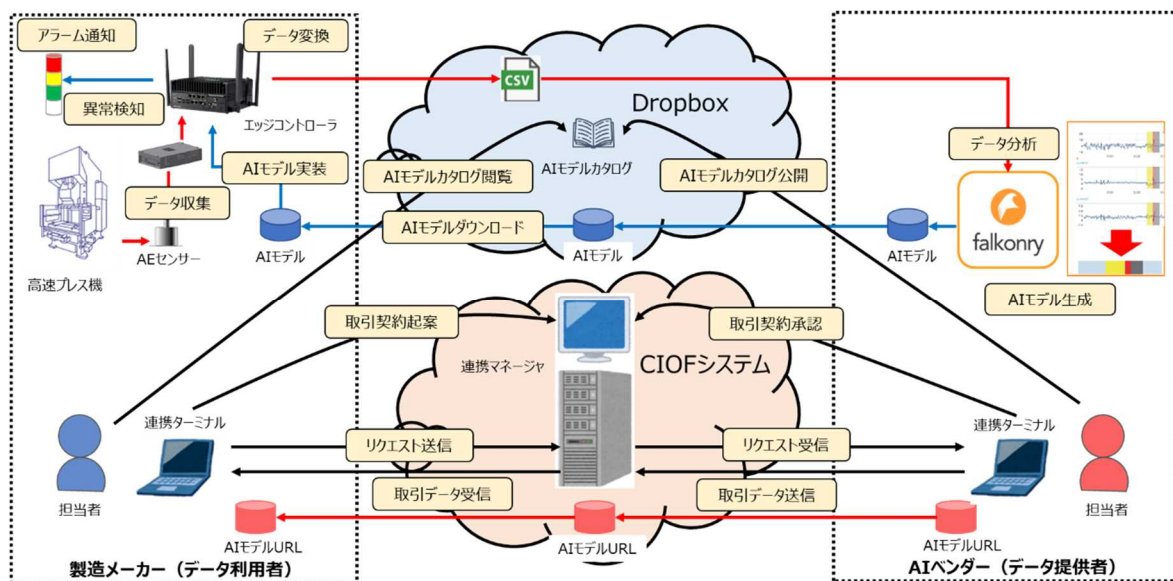 アラーム通知
データ変換
異常検知
エッジコントローラ
AIモデル実装
データ収集
AEセンサー
高速プレス機
AIモデル
CSV
Dropbox
AIモデルカタログ
AIモデルカタログ閲覧
AIモデルカタログ公開
AIモデルダウンロード
AIモデル
データ分析
falkonry
AIモデル
AIモデル生成
取引契約起案
取引契約承認
連携マネージャ
CIOFシステム
連携ターミナル
リクエスト送信
リクエスト受信
連携ターミナル
取引データ受信
取引データ送信
担当者
担当者
AIモデルURL
AIモデルURL
AIモデルURL
製造メーカー（データ利用者）
AIベンダー（データ提供者）